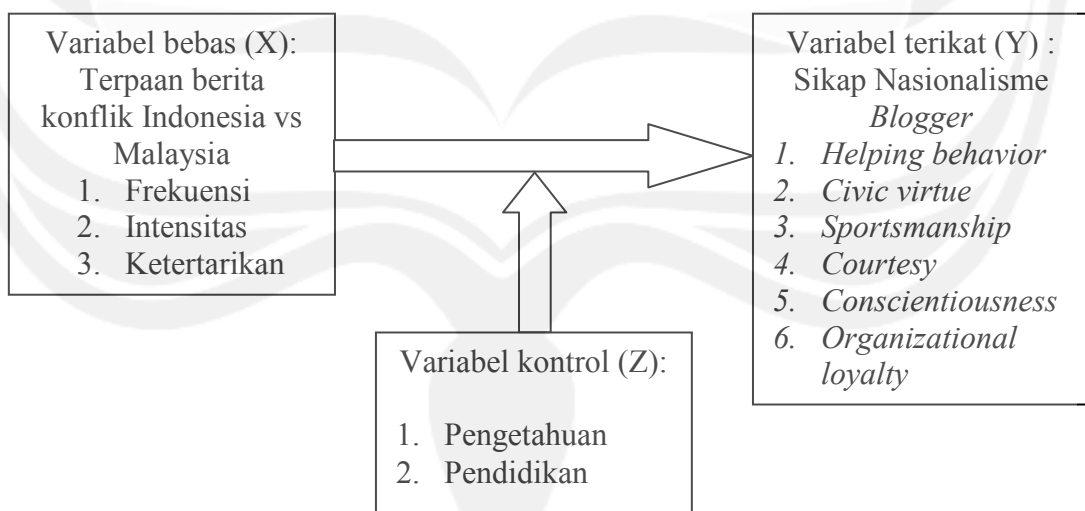 Variabel bebas (X):
Terpaan berita
konflik Indonesia vs
Malaysia
1. Frekuensi
2. Intensitas
3. Ketertarikan
Variabel terikat (Y) :
Sikap Nasionalisme
Blogger
1. Helping behavior
2. Civic virtue
3. Sportsmanship
4. Courtesy
5. Conscientiousness
6. Organizational
loyalty
Variabel kontrol (Z):
1. Pengetahuan
2. Pendidikan